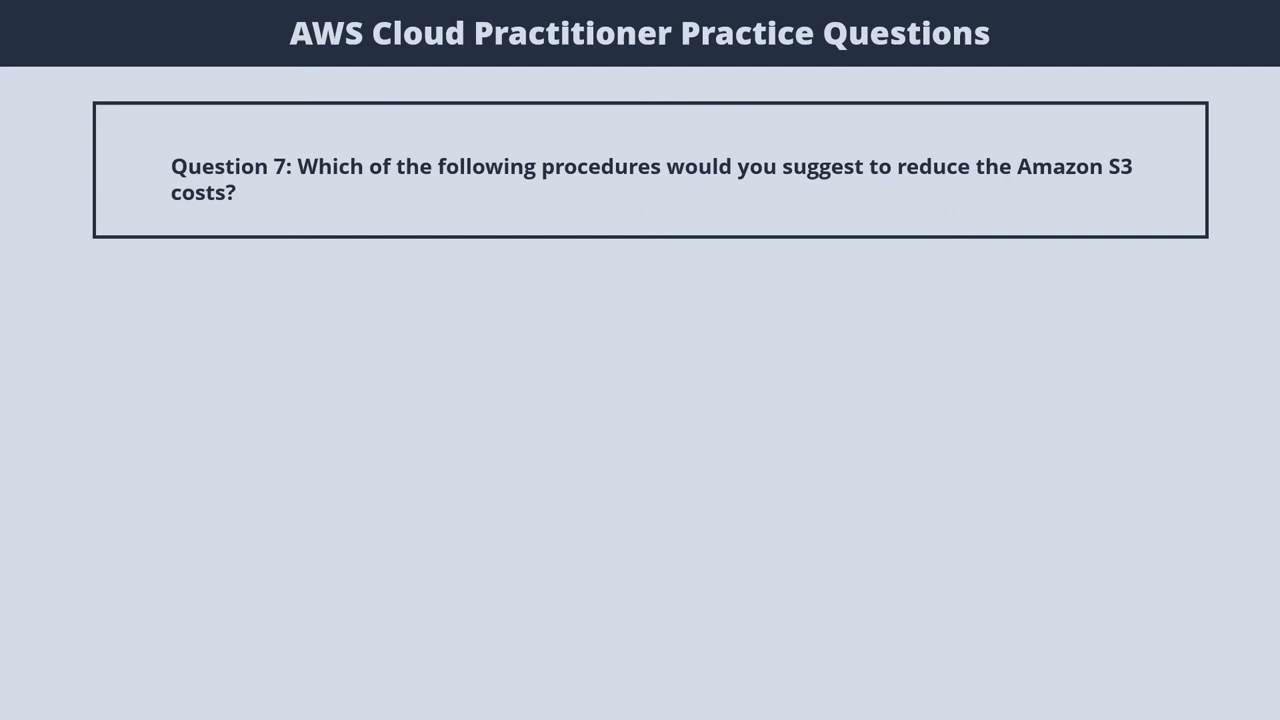 AWS Cloud Practitioner Practice Questions
Question 7: Which of the following procedures would you suggest to reduce the Amazon S3
costs?